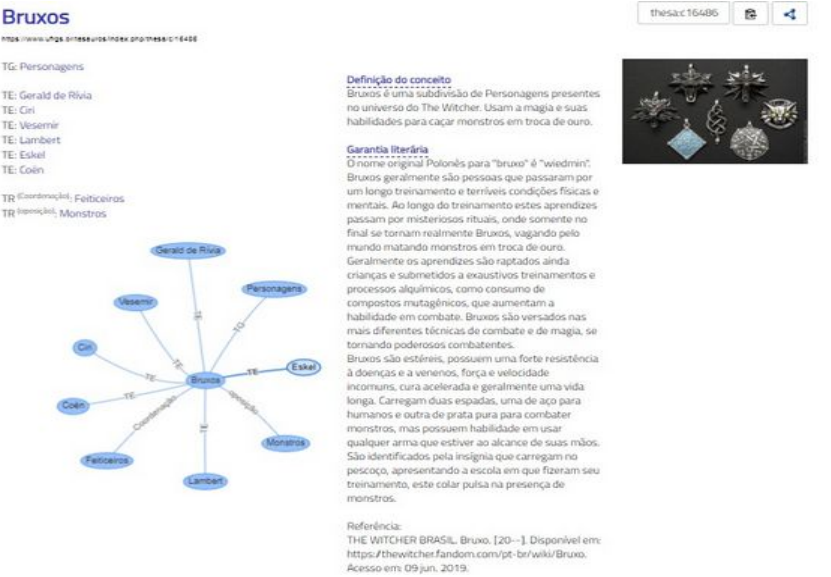 Bruxos
thesa:c16486
TG: Personagens
TE: Gerald de Rívia
TE: Ciri
TE: Vesemir
TE: Lambert
TE: Eskel
TE: Coën
TR (Coordenação): Feiticeiros
TR (oposição): Monstros
Gerald de Rívia
Personagens
Vesemir
TE
TG
Ciri
TE
Eskel
TE
TE
Bruxos
TE
Coën
Coordenação
oposição
TE
Monstros
Feiticeiros
Lambert
Definição do conceito
Bruxos é uma subdivisão de Personagens presentes
no universo do The Witcher. Usam a magia e suas
habilidades para caçar monstros em troca de ouro.
Garantia literária
O nome original Polonês para "bruxo" é "wiedmin".
Bruxos geralmente são pessoas que passaram por
um longo treinamento e terríveis condições físicas e
mentais. Ao longo do treinamento estes aprendizes
passam por misteriosos rituais, onde somente no
final se tornam realmente Bruxos, vagando pelo
mundo matando monstros em troca de ouro.
Geralmente os aprendizes são raptados ainda
crianças e submetidos a exaustivos treinamentos e
processos alquímicos, como consumo de
compostos mutagênicos, que aumentam a
habilidade em combate. Bruxos são versados nas
mais diferentes técnicas de combate e de magia, se
tornando poderosos combatentes.
Bruxos são estéreis, possuem uma forte resistência
à doenças e a venenos, força e velocidade
incomuns, cura acelerada e geralmente uma vida
longa. Carregam duas espadas, uma de aço para
humanos e outra de prata pura para combater
monstros, mas possuem habilidade em usar
qualquer arma que estiver ao alcance de suas mãos.
São identificados pela insígnia que carregam no
pescoço, apresentando a escola em que fizeram seu
treinamento, este colar pulsa na presença de
monstros.
Referência:
THE WITCHER BRASIL. Bruxo. [20--]. Disponível em:
https://thewitcher.fandom.com/pt-br/wiki/Bruxo.
Acesso em: 09 jun. 2019.